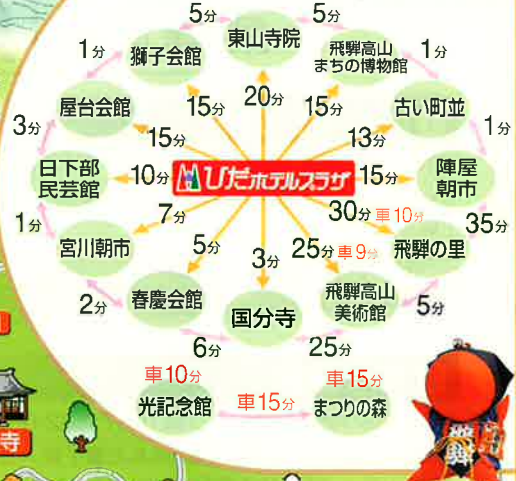 5分
5分
東山寺院
1分
獅子会館
飛騨高山
まちの博物館
1分
15分
20分
15分
屋台会館
古い町並
3分
15分
13分
1分
日下部
民芸館
10分
ひだホテルプラザ
15分
陣屋
朝市
1分
7分
30分
車10分
35分
宮川朝市
5分
3分
25分
車9分
飛騨の里
2分
春慶会館
国分寺
飛騨高山
美術館
5分
6分
25分
車10分
車15分
光記念館
車15分
まつりの森
寺
飛騨